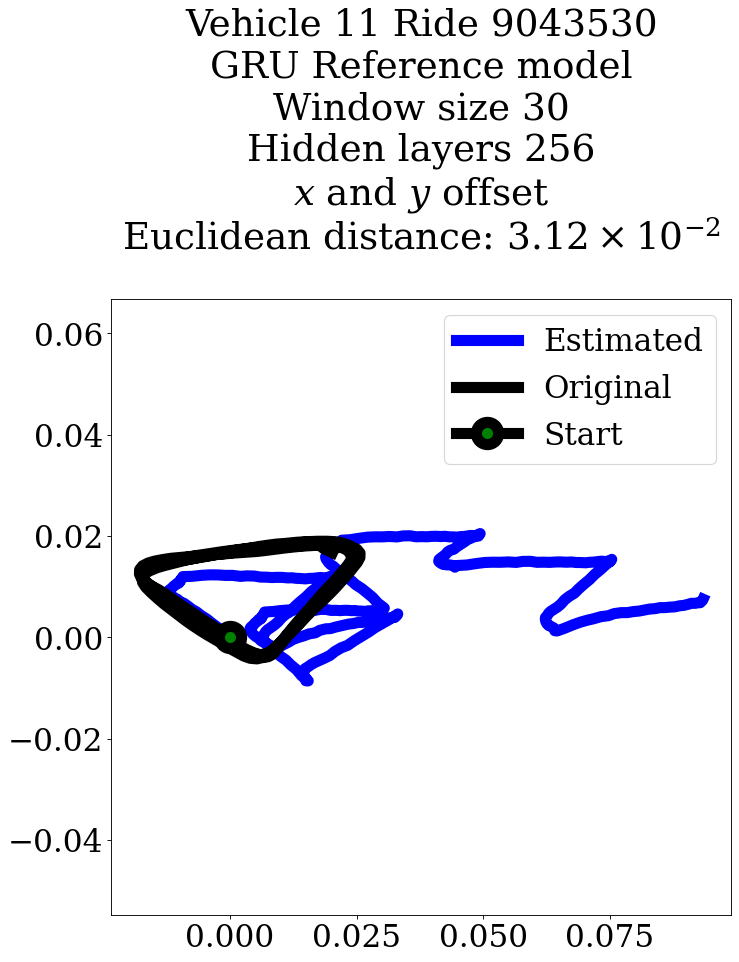 Vehicle 11 Ride 9043530
GRU Reference model
Window size 30
Hidden layers 256
x and y offset
Euclidean distance: 3.12 × 10⁻²
Estimated
Original
Start
0.06
0.04
0.02
0.00
−0.02
−0.04
0.000 0.025 0.050 0.075